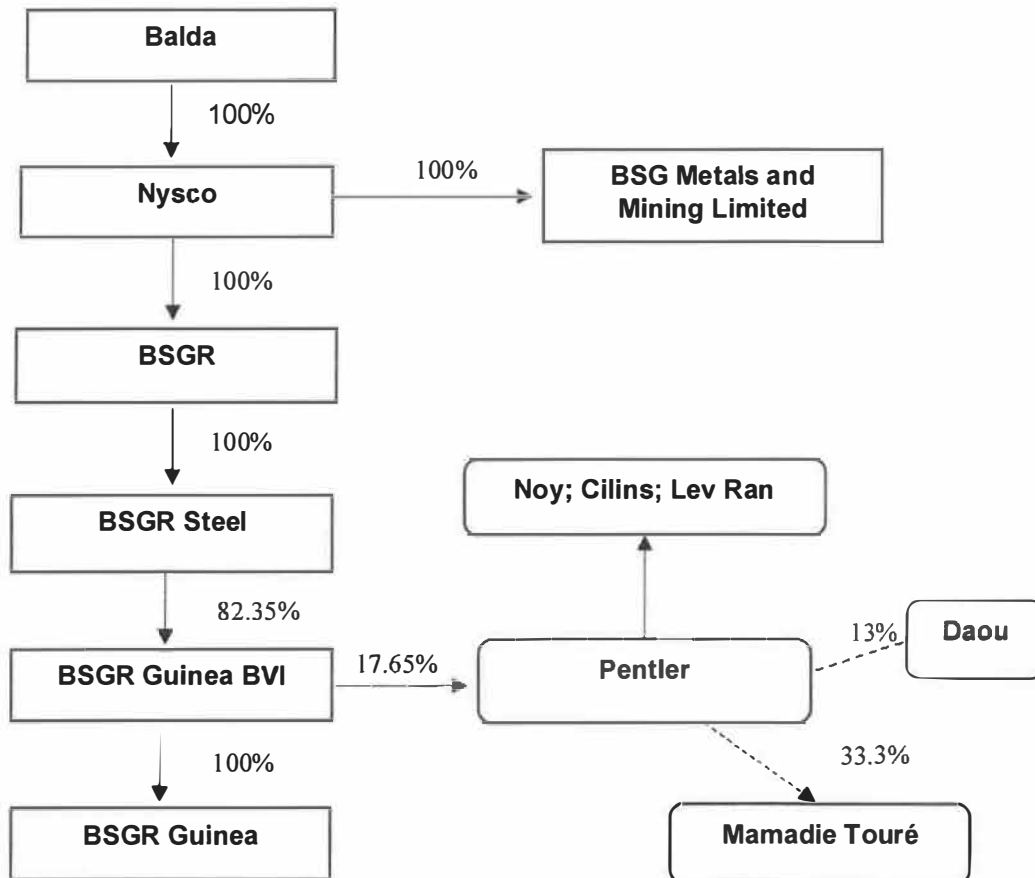 Balda
100%
Nysco
100%
BSG Metals and
Mining Limited
100%
BSGR
100%
BSGR Steel
Noy; Cilins; Lev Ran
82.35%
BSGR Guinea BVI
17.65%
Pentler
13%
Daou
100%
33.3%
BSGR Guinea
Mamadie Touré